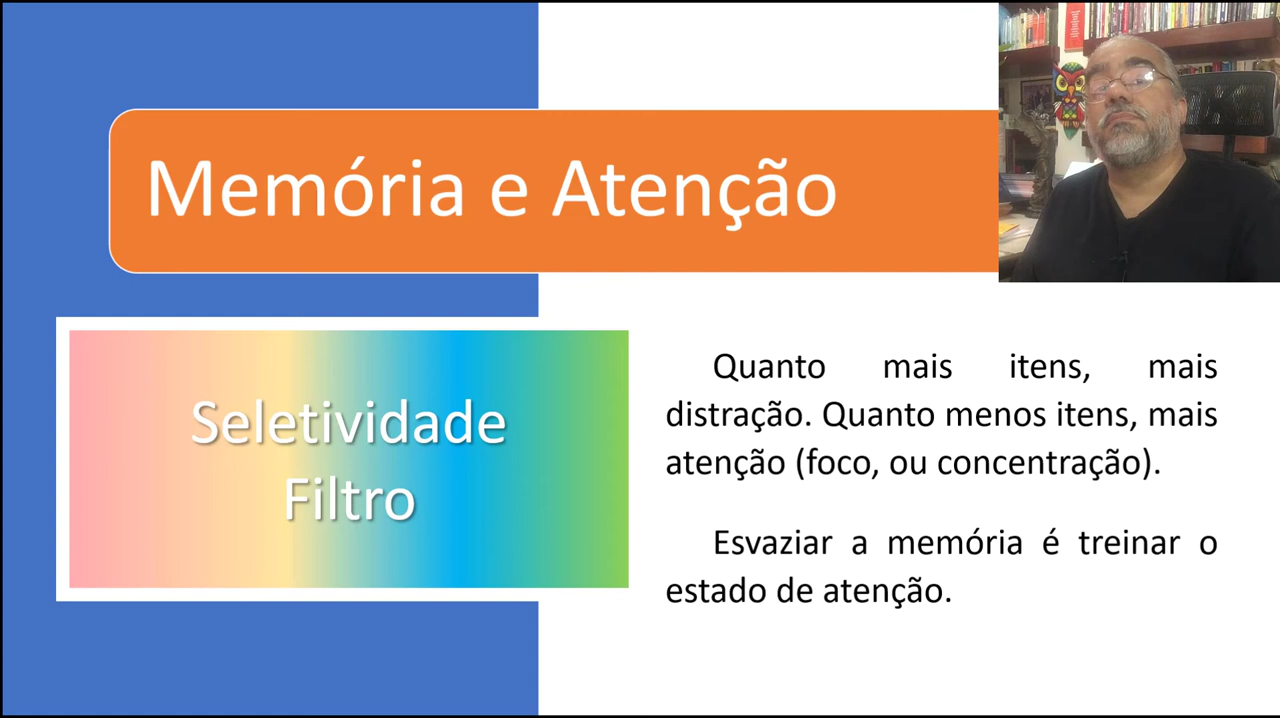 Memória e Atenção
Seletividade
Filtro
Quanto mais itens, mais
distração. Quanto menos itens, mais
atenção (foco, ou concentração).
Esvaziar a memória é treinar o
estado de atenção.